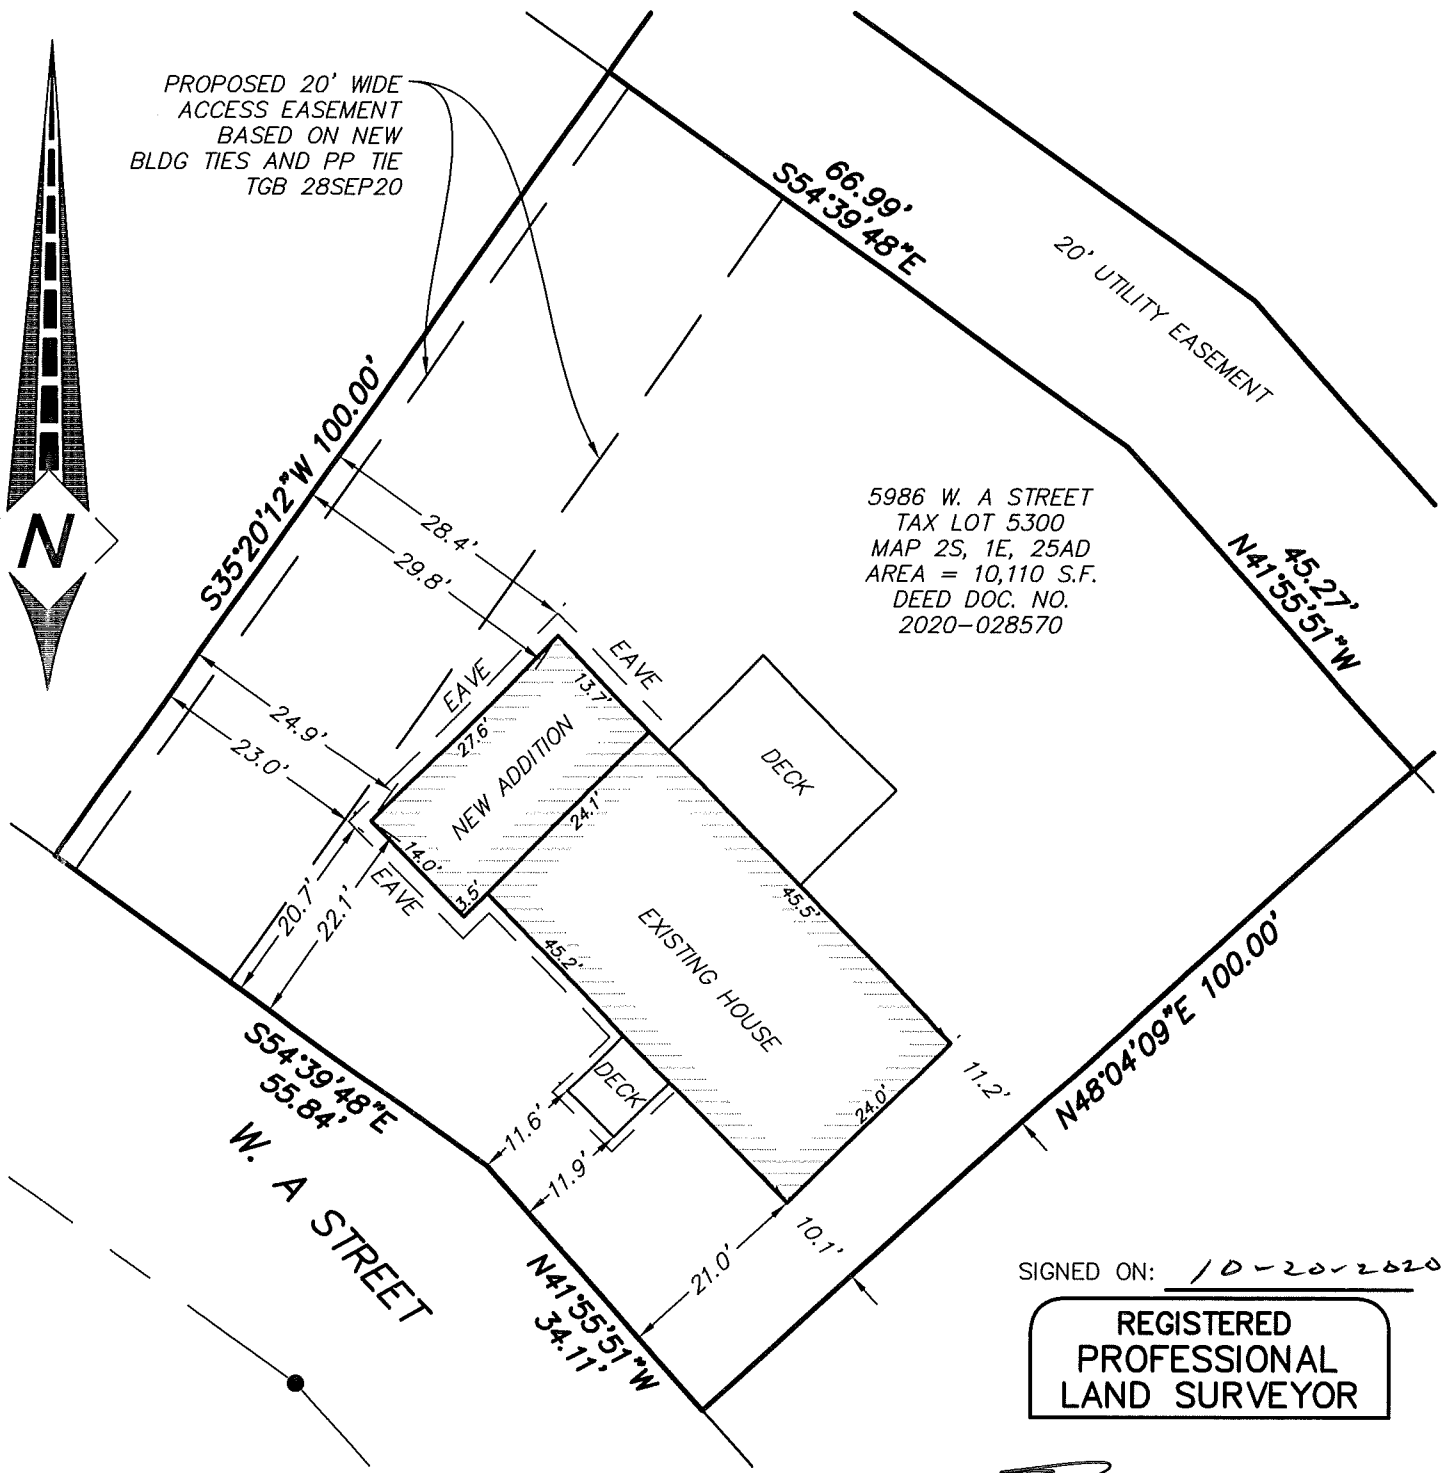 PROPOSED 20' WIDE
ACCESS EASEMENT
BASED ON NEW
BLDG TIES AND PP TIE
TGB 28SEP20
66.99'
S54°39'48"E
20' UTILITY EASEMENT
S35°20'12"W 100.00'
N
28.4'
29.8'
5986 W. A STREET
TAX LOT 5300
MAP 2S, 1E, 25AD
AREA = 10,110 S.F.
DEED DOC. NO.
2020-028570
45.27'
N41°55'51"W
EAVE
EAVE
13.7'
27.6'
NEW ADDITION
24.1'
24.9'
23.0'
DECK
14.0'
EAVE
3.5'
20.7'
22.1'
45.5'
45.2'
EXISTING HOUSE
N48°04'09"E 100.00'
S54°39'48"E
55.84'
DECK
24.0'
11.2'
11.6'
11.9'
W. A STREET
10.1'
21.0'
N41°55'51"W
34.11'
SIGNED ON: 10-20-2020
REGISTERED
PROFESSIONAL
LAND SURVEYOR